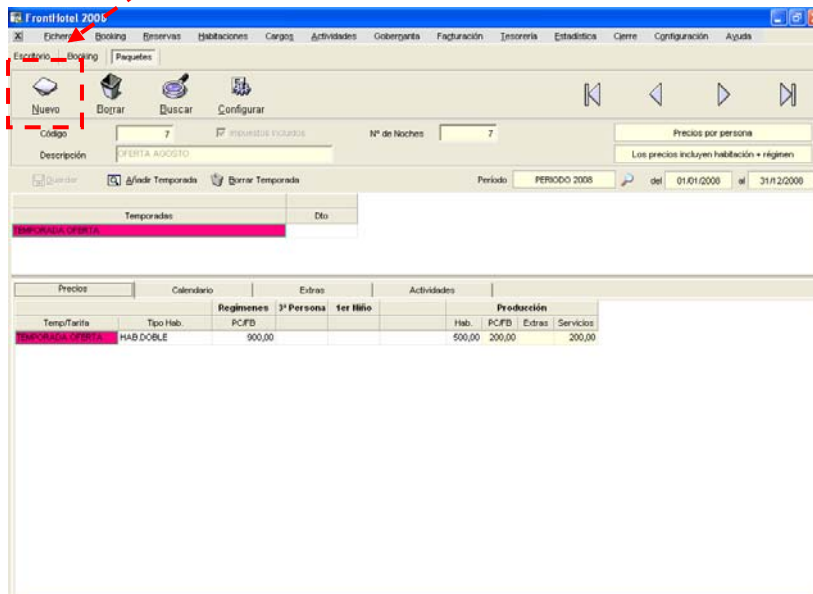 FrontHotel 2008
X Fichero Booking Reservas Habitaciones Cargos Actividades Gobernanta Facturación Tesorería Estadística Cierre Configuración Ayuda
Escritorio Booking Paquetes
Nuevo Borrar Buscar Configurar
Código 7 Impuestos incluidos Nº de Noches 7 Precios por persona
Descripción OFERTA AGOSTO Los precios incluyen habitación + régimen
Guardar Añadir Temporada Borrar Temporada Período PERIODO 2008 del 01/01/2008 al 31/12/2008
Temporadas Dto
TEMPORADA OFERTA
Precios Calendario Extras Actividades
Regímenes 3ª Persona 1er Niño Producción
Temp/Tarifa Tipo Hab. PC/FB Hab. PC/FB Extras Servicios
TEMPORADA OFERTA HAB.DOBLE 900,00 500,00 200,00 200,00